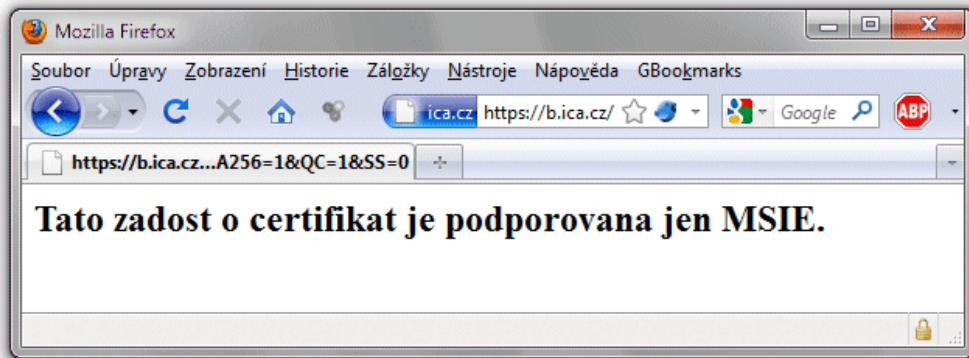 Mozilla Firefox
Soubor Úpravy Zobrazení Historie Záložky Nástroje Nápověda GBookmarks
ica.cz https://b.ica.cz/ Google ABP
https://b.ica.cz...A256=1&QC=1&SS=0
Tato zadost o certifikat je podporovana jen MSIE.